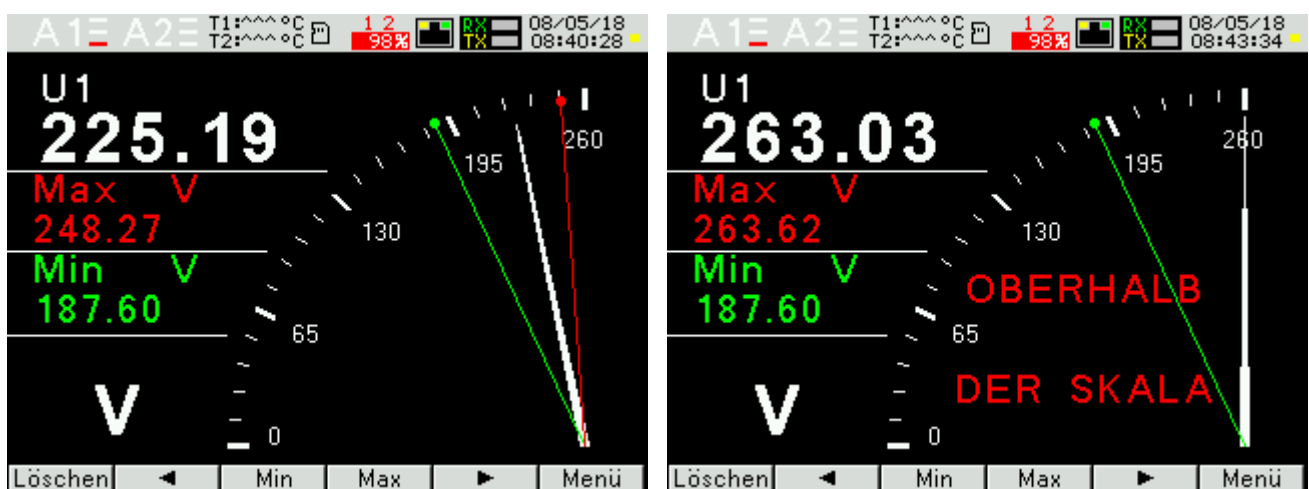 A1 A2 T1:^^^ °C 1 2 RX 08/05/18
T2:^^^ °C 98% TX 08:40:28
U1
225.19
Max V
248.27
Min V
187.60
V
0
65
130
195
260
Löschen ◄ Min Max ► Menü
A1 A2 T1:^^^ °C 1 2 RX 08/05/18
T2:^^^ °C 98% TX 08:43:34
U1
263.03
Max V
263.62
Min V
187.60
V
0
65
130
195
260
OBERHALB
DER SKALA
Löschen ◄ Min Max ► Menü